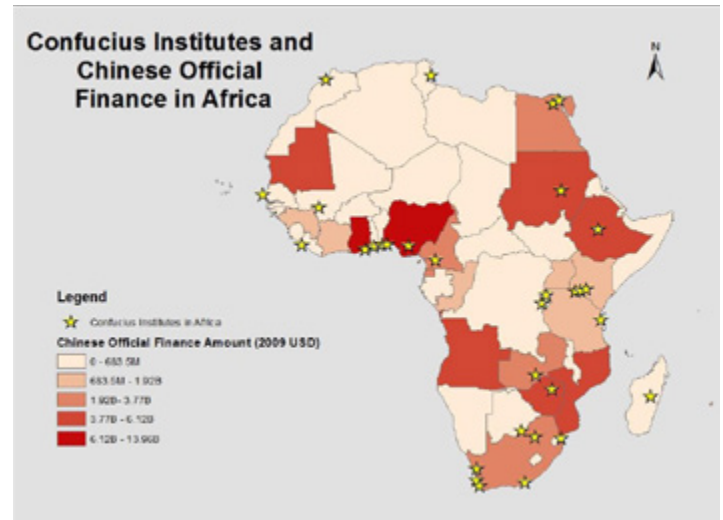 Confucius Institutes and
Chinese Official
Finance in Africa
N
Legend
Confucius Institutes in Africa
Chinese Official Finance Amount (2009 USD)
0 - 683.5M
683.5M - 1.92B
1.92B - 3.77B
3.77B - 6.12B
6.12B - 13.96B